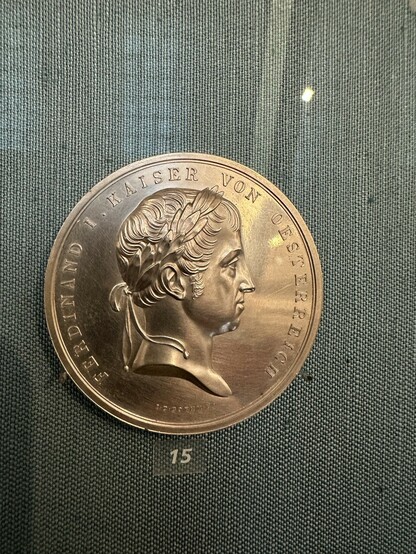 FERDINAND I. KAISER VON OESTERREICH
15